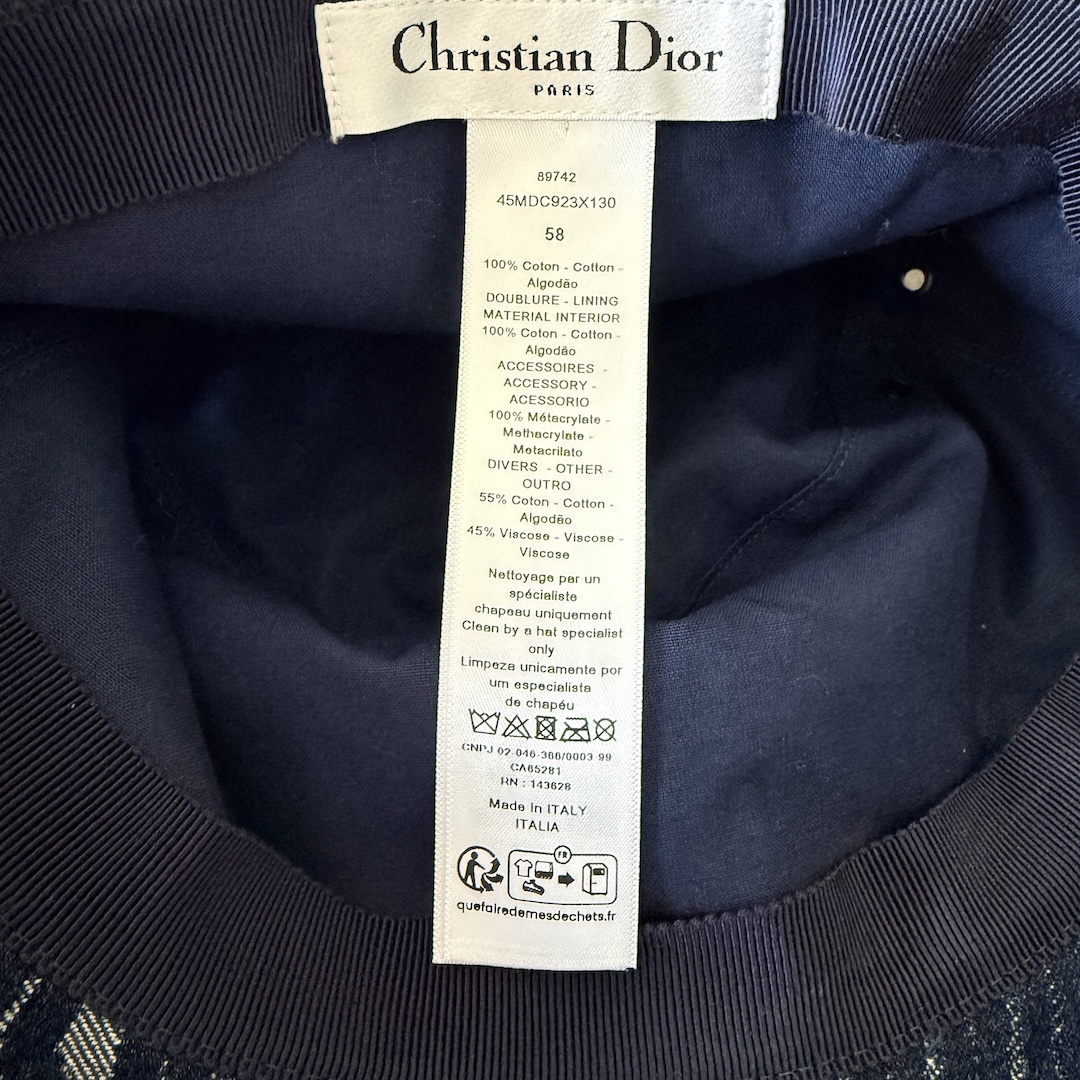 Christian Dior
PARIS
89742
45MDC923X130
58
100% Coton - Cotton -
Algodão
DOUBLURE - LINING
MATERIAL INTERIOR
100% Coton - Cotton -
Algodão
ACCESSOIRES -
ACCESSORY -
ACESSORIO
100% Métacrylate -
Methacrylate -
Metacrilato
DIVERS - OTHER -
OUTRO
55% Coton - Cotton -
Algodão
45% Viscose - Viscose -
Viscose
Nettoyage par un
spécialiste
chapeau uniquement
Clean by a hat specialist
only
Limpeza unicamente por
um especialista
de chapéu
CNPJ 02.046-366/0003 99
CA65281
RN : 143628
Made In ITALY
ITALIA
FR
quefairedemesdechets.fr